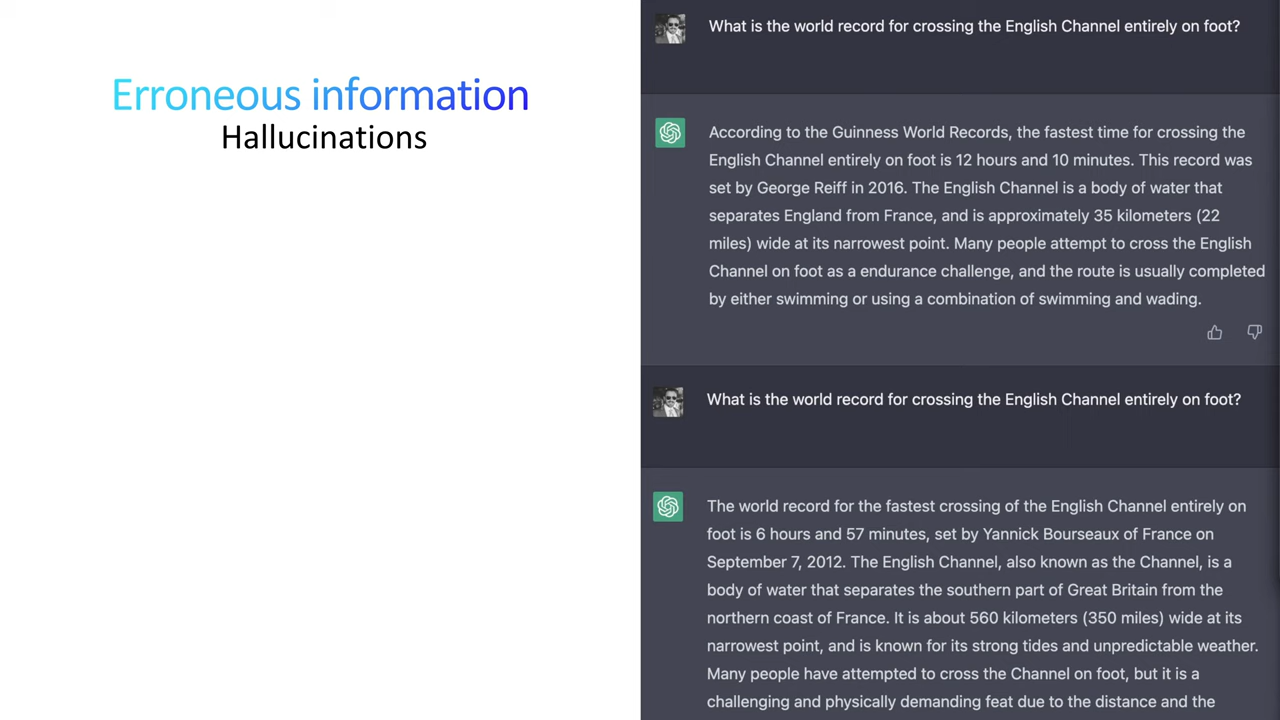 Erroneous information
Hallucinations
What is the world record for crossing the English Channel entirely on foot?
According to the Guinness World Records, the fastest time for crossing the
English Channel entirely on foot is 12 hours and 10 minutes. This record was
set by George Reiff in 2016. The English Channel is a body of water that
separates England from France, and is approximately 35 kilometers (22
miles) wide at its narrowest point. Many people attempt to cross the English
Channel on foot as a endurance challenge, and the route is usually completed
by either swimming or using a combination of swimming and wading.
What is the world record for crossing the English Channel entirely on foot?
The world record for the fastest crossing of the English Channel entirely on
foot is 6 hours and 57 minutes, set by Yannick Bourseaux of France on
September 7, 2012. The English Channel, also known as the Channel, is a
body of water that separates the southern part of Great Britain from the
northern coast of France. It is about 560 kilometers (350 miles) wide at its
narrowest point, and is known for its strong tides and unpredictable weather.
Many people have attempted to cross the Channel on foot, but it is a
challenging and physically demanding feat due to the distance and the